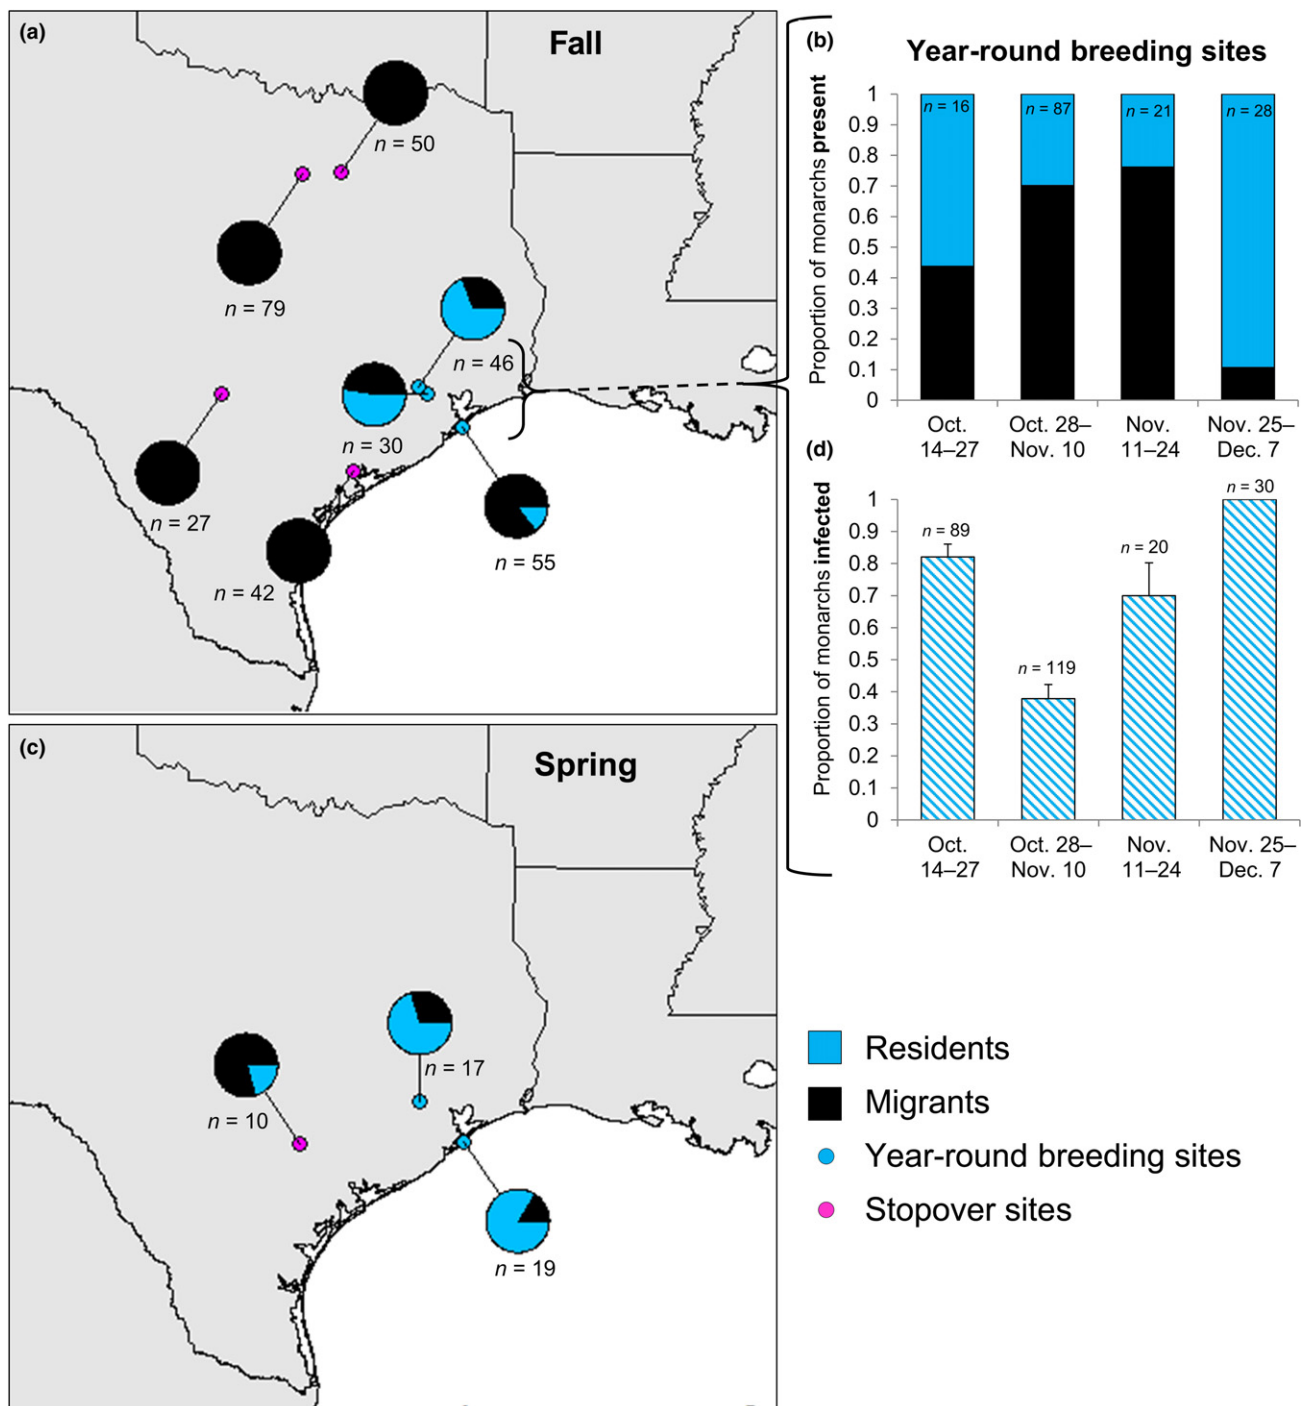 (a)
Fall
n = 50
n = 79
n = 46
n = 30
n = 27
n = 55
n = 42
(b)
Year-round breeding sites
Proportion of monarchs present
1
0.9
0.8
0.7
0.6
0.5
0.4
0.3
0.2
0.1
0
n = 16
n = 87
n = 21
n = 28
Oct.
14–27
Oct. 28–
Nov. 10
Nov.
11–24
Nov. 25–
Dec. 7
(d)
Proportion of monarchs infected
1
0.9
0.8
0.7
0.6
0.5
0.4
0.3
0.2
0.1
0
n = 89
n = 119
n = 20
n = 30
Oct.
14–27
Oct. 28–
Nov. 10
Nov.
11–24
Nov. 25–
Dec. 7
(c)
Spring
n = 17
n = 10
n = 19
Residents
Migrants
Year-round breeding sites
Stopover sites